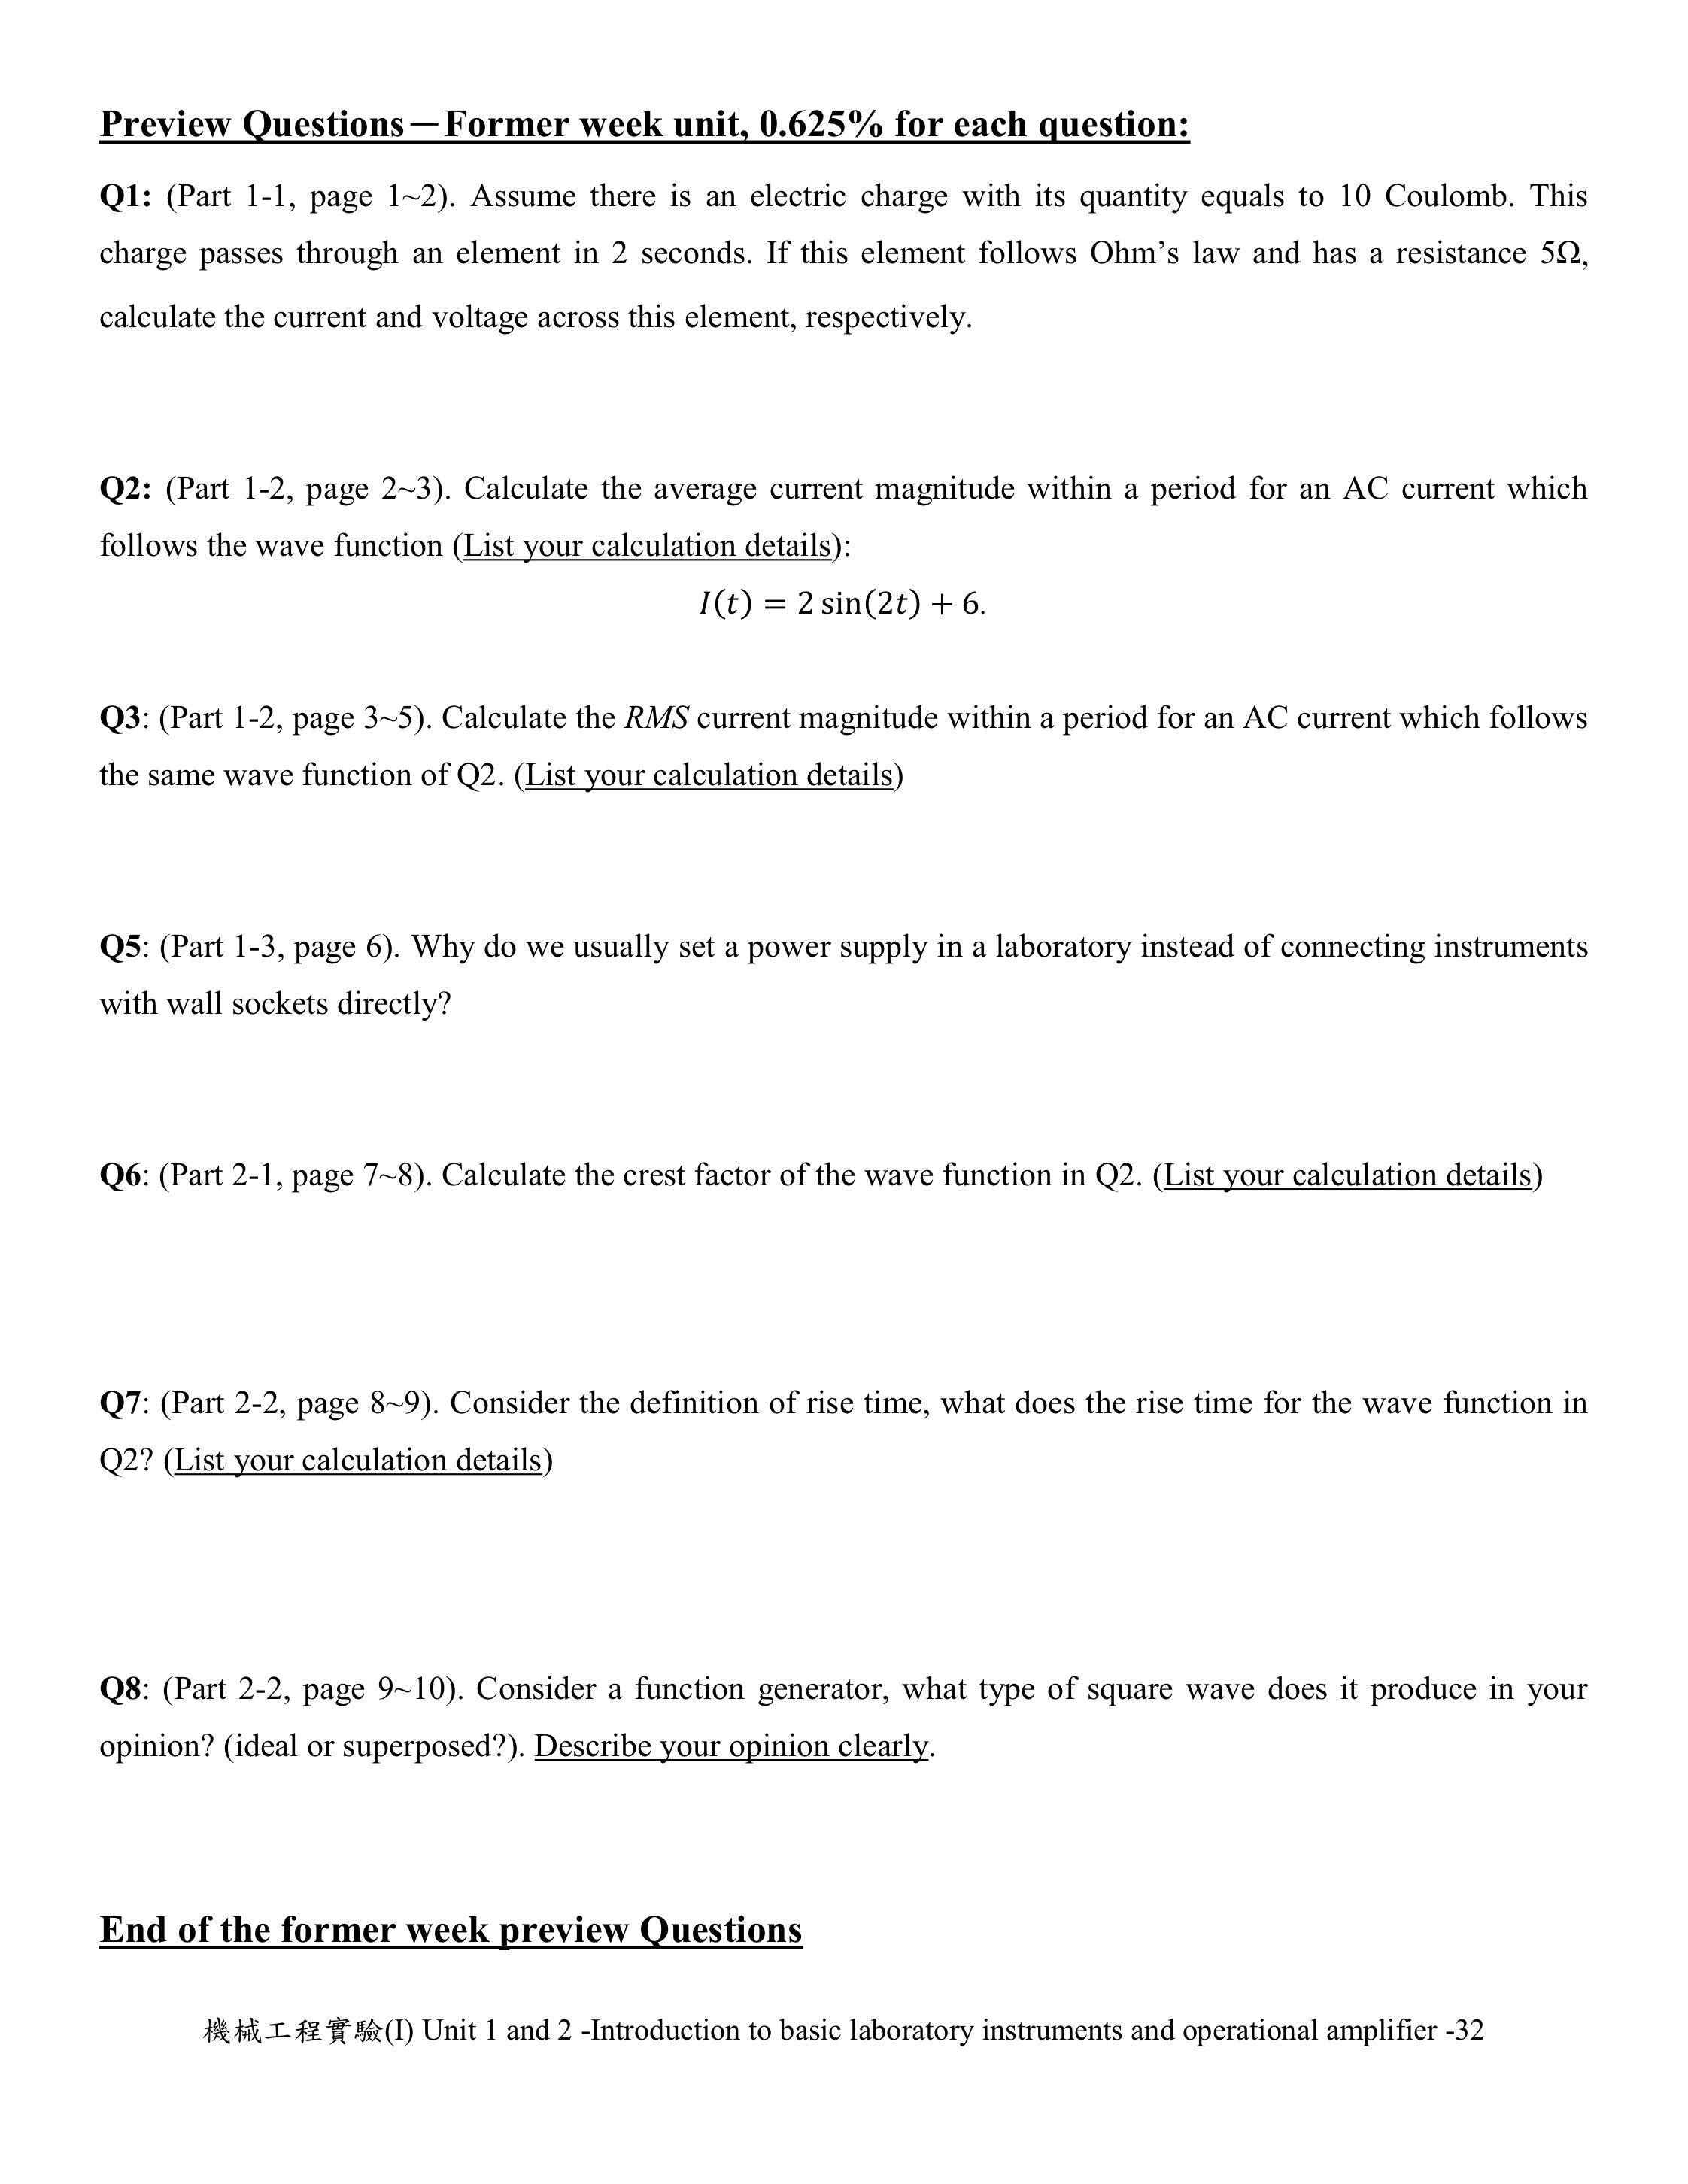 Preview Questions－Former week unit, 0.625% for each question:
Q1: (Part 1-1, page 1~2). Assume there is an electric charge with its quantity equals to 10 Coulomb. This
charge passes through an element in 2 seconds. If this element follows Ohm’s law and has a resistance 5Ω,
calculate the current and voltage across this element, respectively.
Q2: (Part 1-2, page 2~3). Calculate the average current magnitude within a period for an AC current which
follows the wave function (List your calculation details):
I(t) = 2 sin(2t) + 6.
Q3: (Part 1-2, page 3~5). Calculate the RMS current magnitude within a period for an AC current which follows
the same wave function of Q2. (List your calculation details)
Q5: (Part 1-3, page 6). Why do we usually set a power supply in a laboratory instead of connecting instruments
with wall sockets directly?
Q6: (Part 2-1, page 7~8). Calculate the crest factor of the wave function in Q2. (List your calculation details)
Q7: (Part 2-2, page 8~9). Consider the definition of rise time, what does the rise time for the wave function in
Q2? (List your calculation details)
Q8: (Part 2-2, page 9~10). Consider a function generator, what type of square wave does it produce in your
opinion? (ideal or superposed?). Describe your opinion clearly.
End of the former week preview Questions
機械工程實驗(I) Unit 1 and 2 -Introduction to basic laboratory instruments and operational amplifier -32